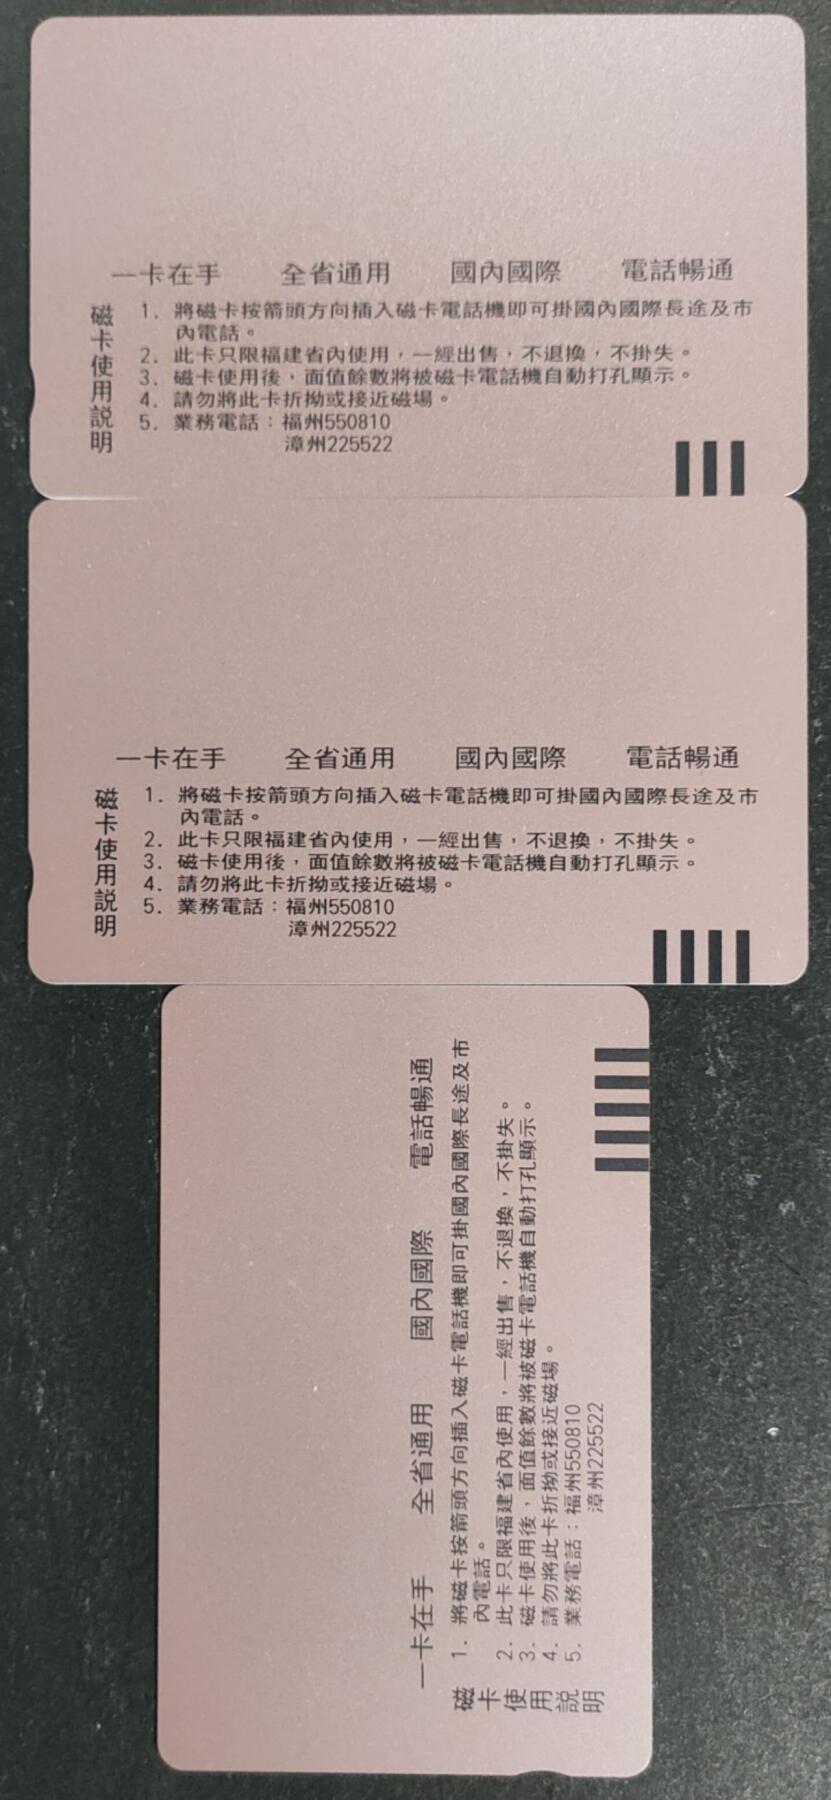 一卡在手 全省通用 國內國際 電話暢通
磁卡使用説明
1. 將磁卡按箭頭方向插入磁卡電話機即可掛國內國際長途及市
內電話。
2. 此卡只限福建省內使用，一經出售，不退換，不掛失。
3. 磁卡使用後，面值餘數將被磁卡電話機自動打孔顯示。
4. 請勿將此卡折拗或接近磁場。
5. 業務電話：福州550810
漳州225522
一卡在手 全省通用 國內國際 電話暢通
磁卡使用説明
1. 將磁卡按箭頭方向插入磁卡電話機即可掛國內國際長途及市
內電話。
2. 此卡只限福建省內使用，一經出售，不退換，不掛失。
3. 磁卡使用後，面值餘數將被磁卡電話機自動打孔顯示。
4. 請勿將此卡折拗或接近磁場。
5. 業務電話：福州550810
漳州225522
一卡在手 全省通用 國內國際 電話暢通
磁卡使用説明
1. 將磁卡按箭頭方向插入磁卡電話機即可掛國內國際長途及市
內電話。
2. 此卡只限福建省內使用，一經出售，不退換，不掛失。
3. 磁卡使用後，面值餘數將被磁卡電話機自動打孔顯示。
4. 請勿將此卡折拗或接近磁場。
5. 業務電話：福州550810
漳州225522